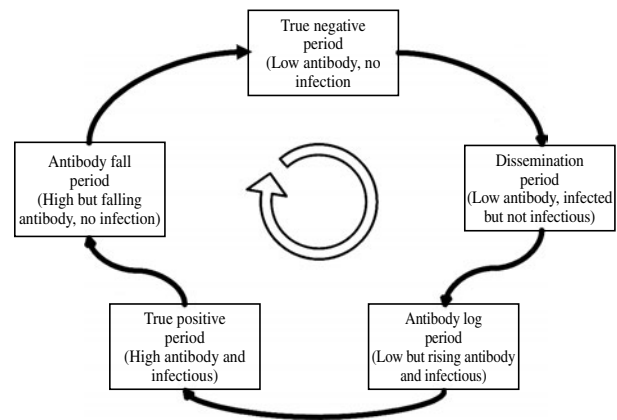 True negative
period
(Low antibody, no
infection
Dissemination
period
(Low antibody, infected
but not infectious)
Antibody log
period
(Low but rising antibody
and infectious)
True positive
period
(High antibody and
infectious)
Antibody fall
period
(High but falling
antibody, no infection)